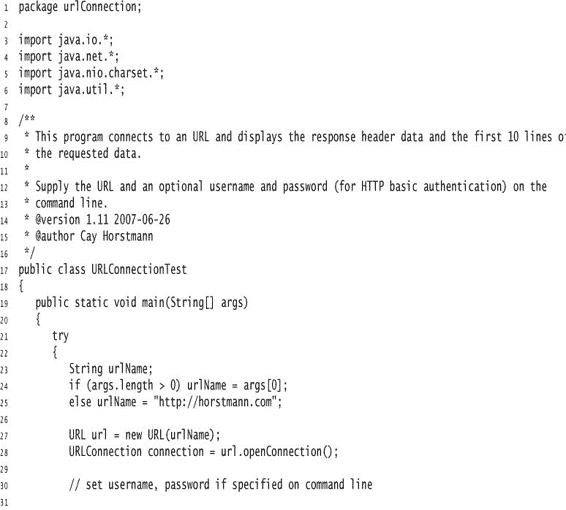 1 package urlConnection;
2
3 import java.io.*;
4 import java.net.*;
5 import java.nio.charset.*;
6 import java.util.*;
7
8 /**
9  * This program connects to an URL and displays the response header data and the first 10 lines of
10  * the requested data.
11  *
12  * Supply the URL and an optional username and password (for HTTP basic authentication) on the
13  * command line.
14  * @version 1.11 2007-06-26
15  * @author Cay Horstmann
16  */
17 public class URLConnectionTest
18 {
19    public static void main(String[] args)
20    {
21       try
22       {
23          String urlName;
24          if (args.length > 0) urlName = args[0];
25          else urlName = "http://horstmann.com";
26
27          URL url = new URL(urlName);
28          URLConnection connection = url.openConnection();
29
30          // set username, password if specified on command line
31